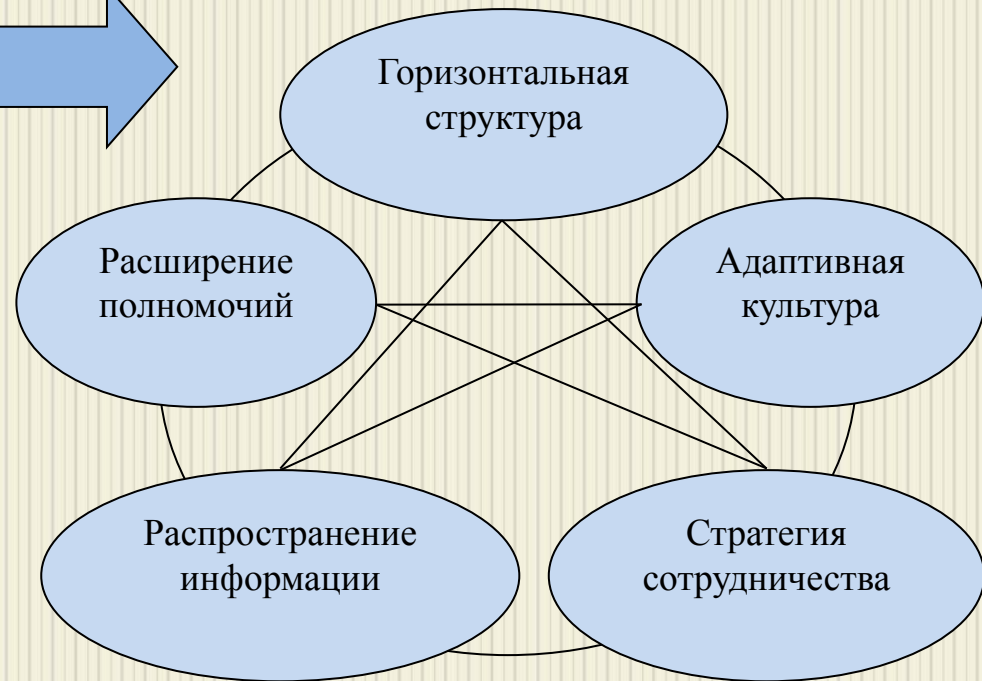 Горизонтальная
структура
Расширение
полномочий
Адаптивная
культура
Распространение
информации
Стратегия
сотрудничества